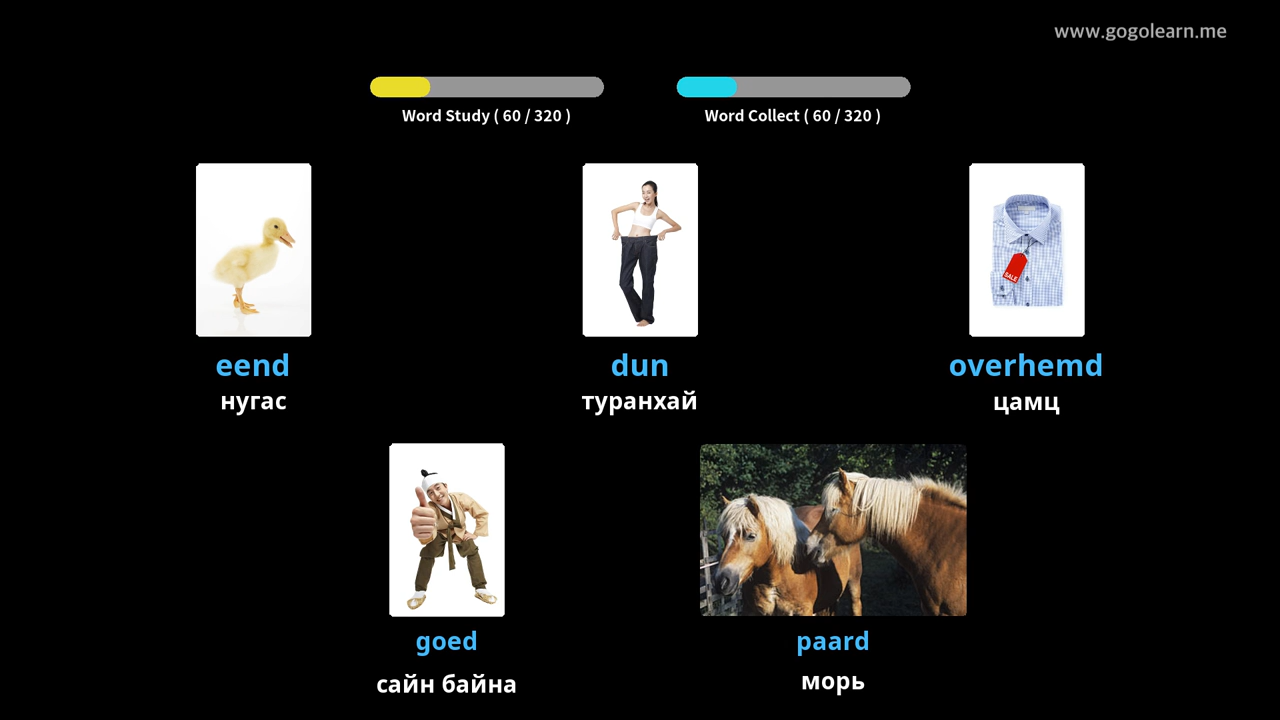 www.gogolearn.me
Word Study ( 60 / 320 )
Word Collect ( 60 / 320 )
eend
нугас
dun
туранхай
overhemd
цамц
SALE
goed
сайн байна
paard
морь